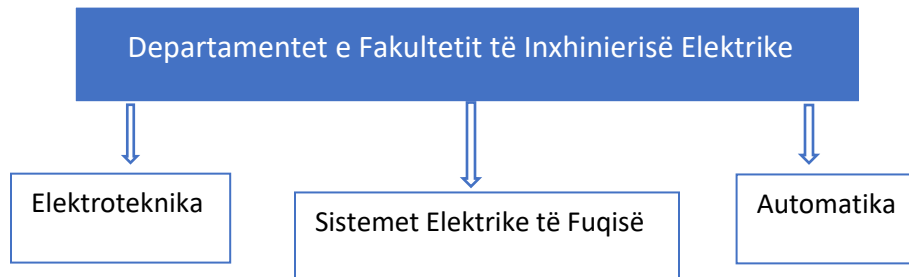 Departamentet e Fakultetit të Inxhinierisë Elektrike
Elektroteknika
Sistemet Elektrike të Fuqisë
Automatika